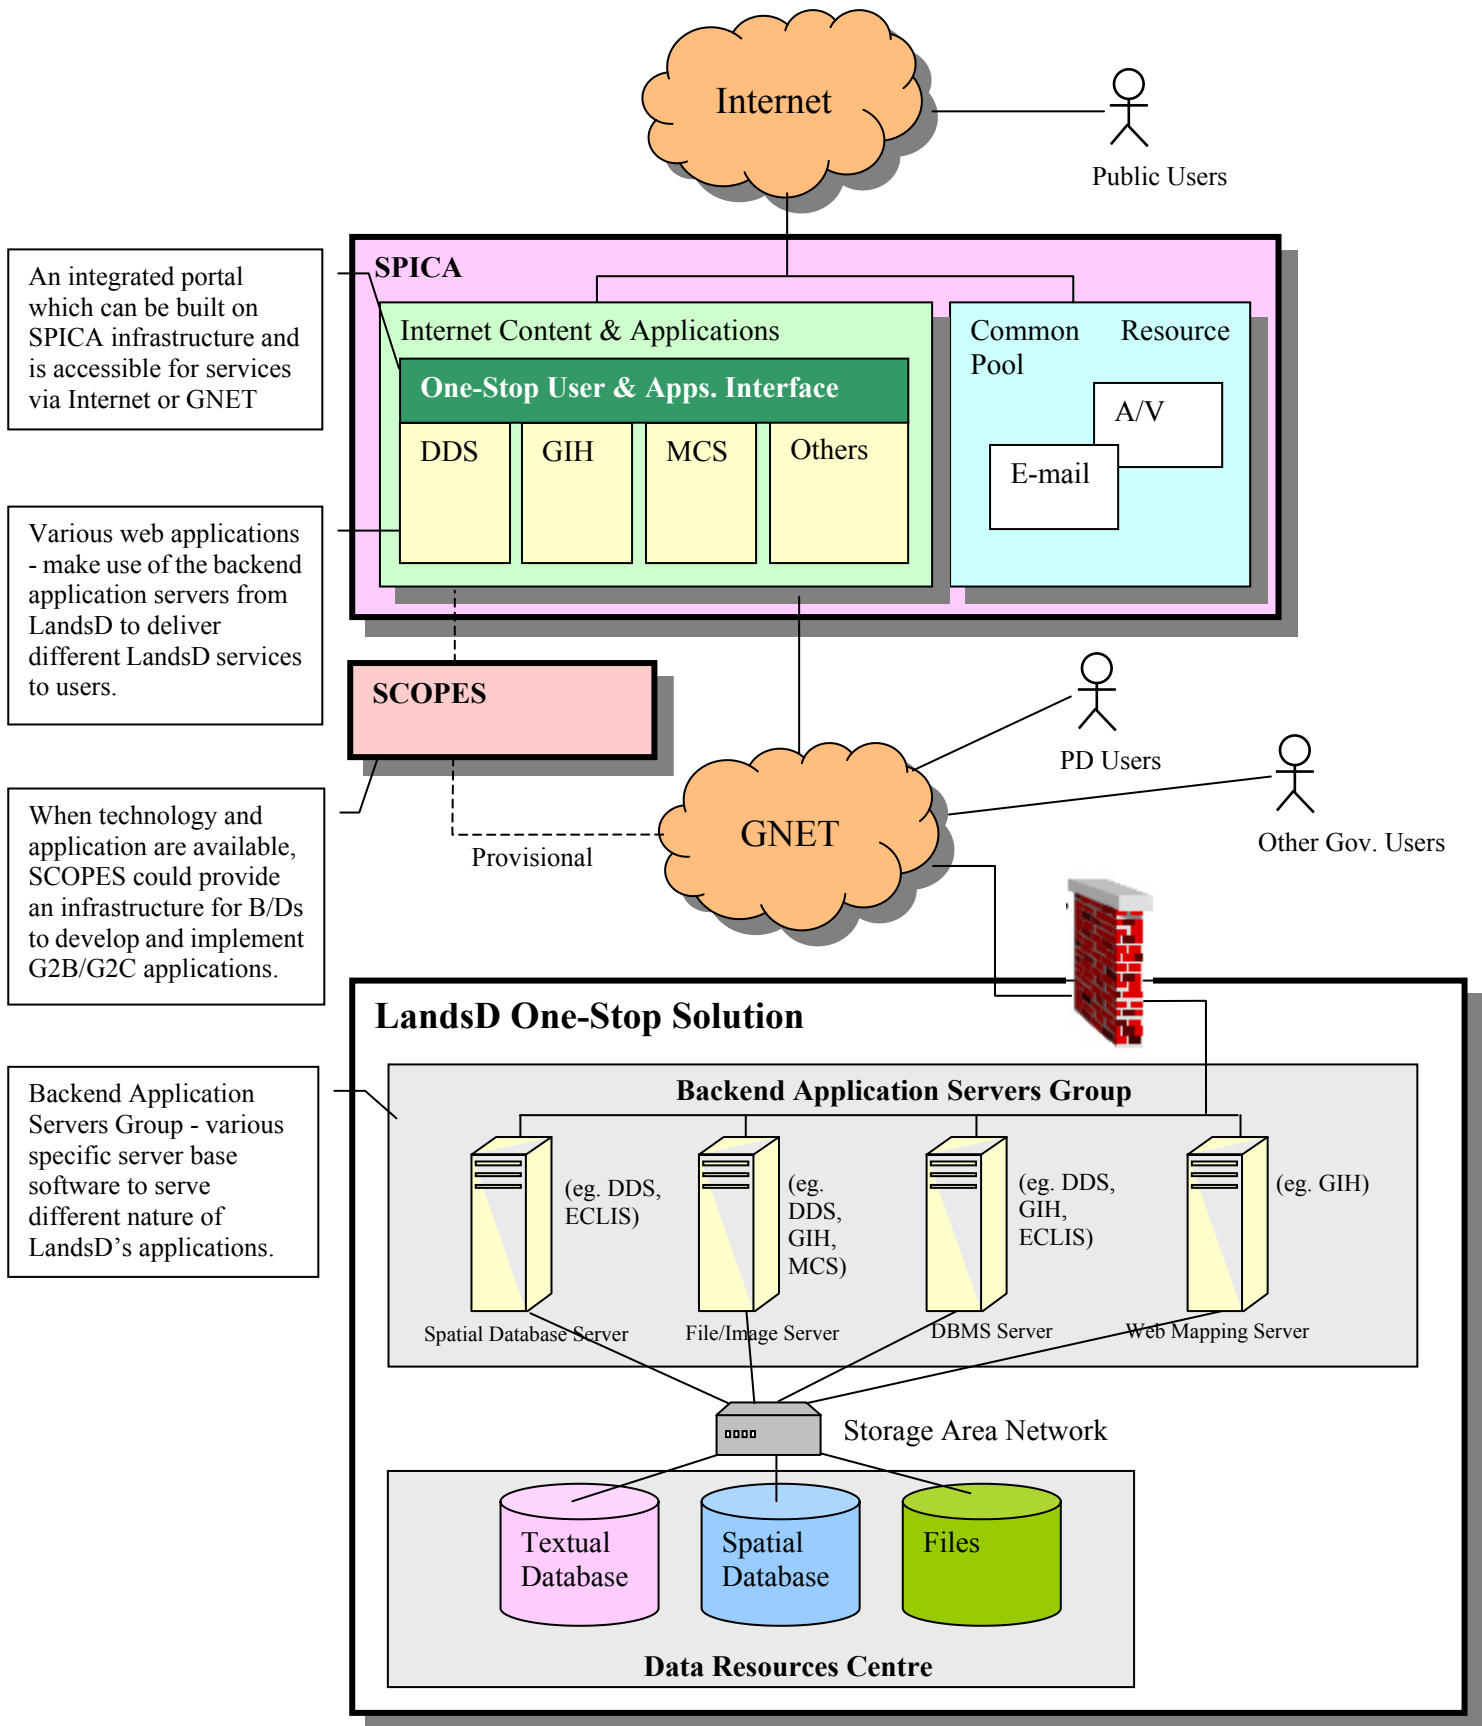 Internet
Public Users
An integrated portal
which can be built on
SPICA infrastructure and
is accessible for services
via Internet or GNET
SPICA
Internet Content & Applications
One-Stop User & Apps. Interface
DDS
GIH
MCS
Others
Common Resource
Pool
A/V
E-mail
Various web applications
- make use of the backend
application servers from
LandsD to deliver
different LandsD services
to users.
SCOPES
PD Users
Other Gov. Users
GNET
Provisional
When technology and
application are available,
SCOPES could provide
an infrastructure for B/Ds
to develop and implement
G2B/G2C applications.
LandsD One-Stop Solution
Backend Application
Servers Group - various
specific server base
software to serve
different nature of
LandsD's applications.
Backend Application Servers Group
(eg. DDS,
ECLIS)
(eg.
DDS,
GIH,
MCS)
(eg. DDS,
GIH,
ECLIS)
(eg. GIH)
Spatial Database Server
File/Image Server
DBMS Server
Web Mapping Server
Storage Area Network
Textual
Database
Spatial
Database
Files
Data Resources Centre